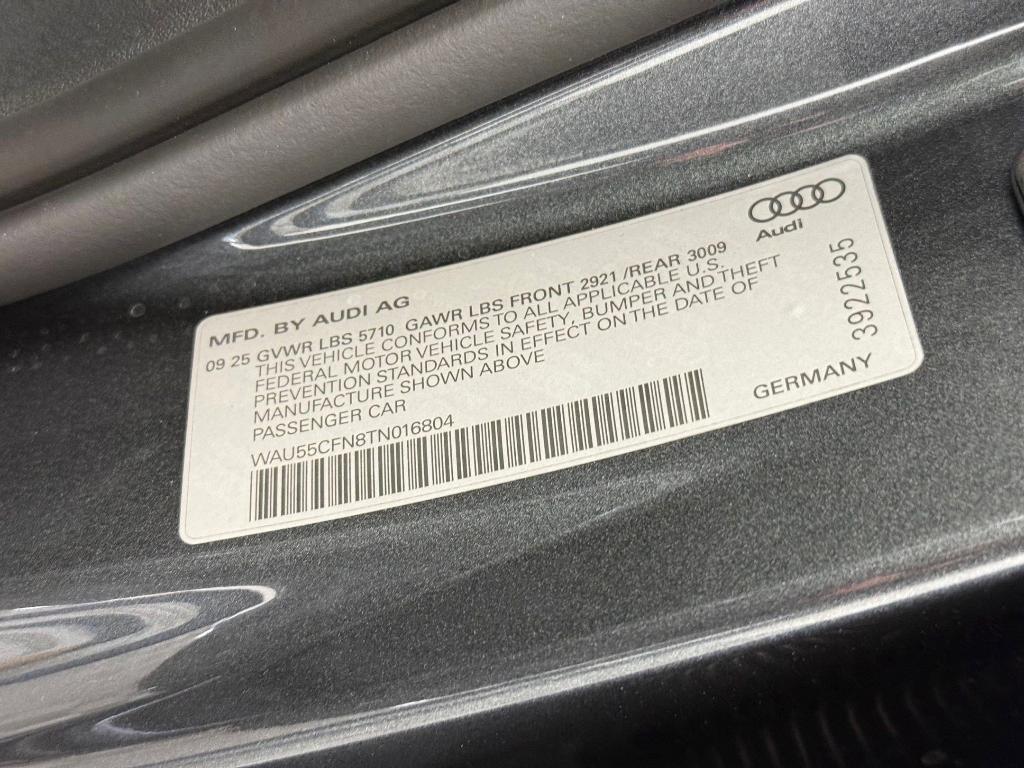 Audi
MFD. BY AUDI AG
09 25 GVWR LBS 5710 GAWR LBS FRONT 2921 /REAR 3009
THIS VEHICLE CONFORMS TO ALL APPLICABLE U.S.
FEDERAL MOTOR VEHICLE SAFETY, BUMPER AND THEFT
PREVENTION STANDARDS IN EFFECT ON THE DATE OF
MANUFACTURE SHOWN ABOVE
PASSENGER CAR
WAU55CFN8TN016804
GERMANY
3922535